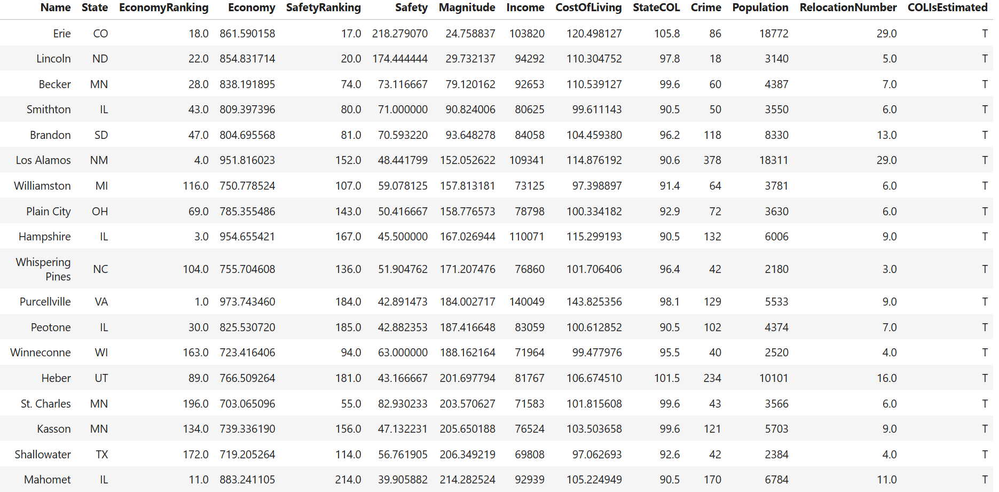 Name State EconomyRanking Economy SafetyRanking Safety Magnitude Income CostOfLiving StateCOL Crime Population RelocationNumber COLIsEstimated
Erie CO 18.0 861.590158 17.0 218.279070 24.758837 103820 120.498127 105.8 86 18772 29.0 T
Lincoln ND 22.0 854.831714 20.0 174.444444 29.732137 94292 110.304752 97.8 18 3140 5.0 T
Becker MN 28.0 838.191895 74.0 73.116667 79.120162 92653 110.539127 99.6 60 4387 7.0 T
Smithton IL 43.0 809.397396 80.0 71.000000 90.824006 80625 99.611143 90.5 50 3550 6.0 T
Brandon SD 47.0 804.695568 81.0 70.593220 93.648278 84058 104.459380 96.2 118 8330 13.0 T
Los Alamos NM 4.0 951.816023 152.0 48.441799 152.052622 109341 114.876192 90.6 378 18311 29.0 T
Williamston MI 116.0 750.778524 107.0 59.078125 157.813181 73125 97.398897 91.4 64 3781 6.0 T
Plain City OH 69.0 785.355486 143.0 50.416667 158.776573 78798 100.334182 92.9 72 3630 6.0 T
Hampshire IL 3.0 954.655421 167.0 45.500000 167.026944 110071 115.299193 90.5 132 6006 9.0 T
Whispering
Pines NC 104.0 755.704608 136.0 51.904762 171.207476 76860 101.706406 96.4 42 2180 3.0 T
Purcellville VA 1.0 973.743460 184.0 42.891473 184.002717 140049 143.825356 98.1 129 5533 9.0 T
Peotone IL 30.0 825.530720 185.0 42.882353 187.416648 83059 100.612852 90.5 102 4374 7.0 T
Winneconne WI 163.0 723.416406 94.0 63.000000 188.162164 71964 99.477976 95.5 40 2520 4.0 T
Heber UT 89.0 766.509264 181.0 43.166667 201.697794 81767 106.674510 101.5 234 10101 16.0 T
St. Charles MN 196.0 703.065096 55.0 82.930233 203.570627 71583 101.815608 99.6 43 3566 6.0 T
Kasson MN 134.0 739.336190 156.0 47.132231 205.650188 76524 103.503658 99.6 121 5703 9.0 T
Shallowater TX 172.0 719.205264 114.0 56.761905 206.349219 69808 97.062693 92.6 42 2384 4.0 T
Mahomet IL 11.0 883.241105 214.0 39.905882 214.282524 92939 105.224949 90.5 170 6784 11.0 T